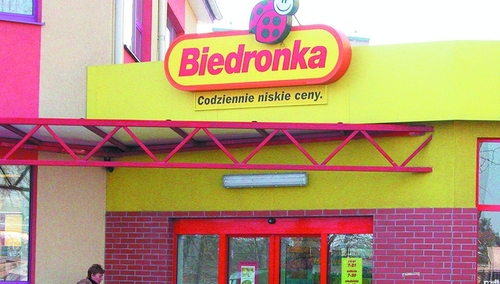 Biedronka
Codziennie niskie ceny.